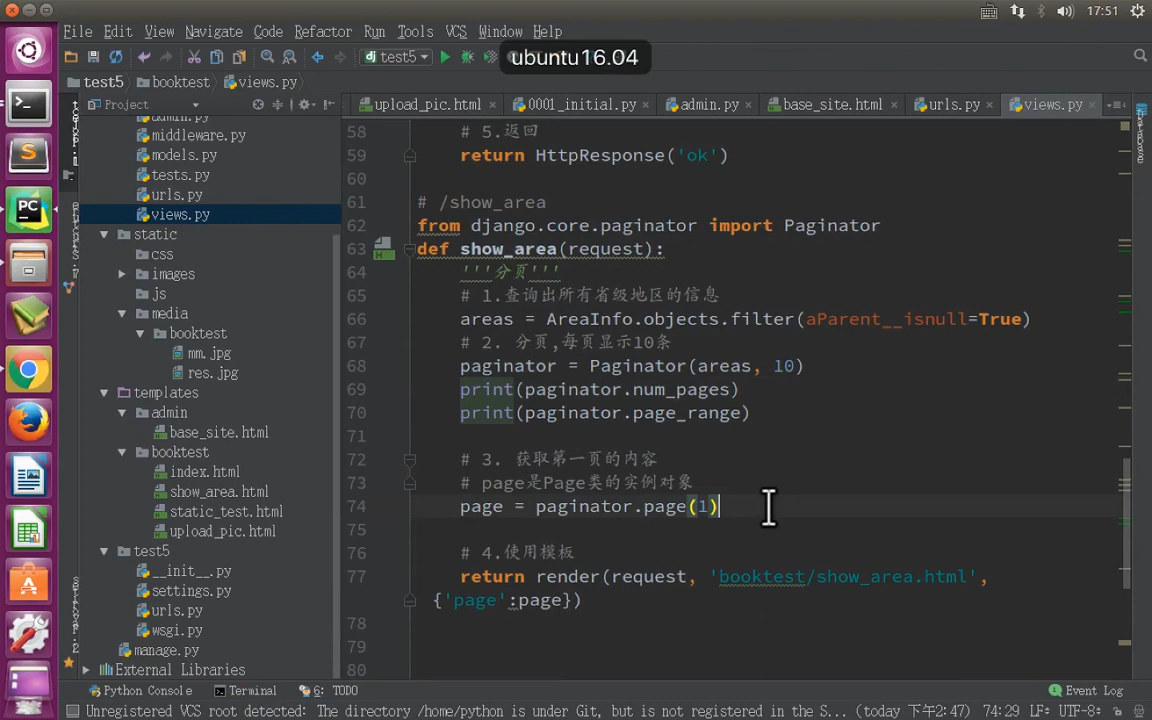 17:51
File Edit View Navigate Code Refactor Run Tools VCS Window Help
test5
ubuntu16.04
test5 booktest views.py
Project
upload_pic.html 0001_initial.py admin.py base_site.html urls.py views.py
admin.py
middleware.py
models.py
tests.py
urls.py
views.py
static
css
images
js
media
booktest
mm.jpg
res.jpg
templates
admin
base_site.html
booktest
index.html
show_area.html
static_test.html
upload_pic.html
test5
__init__.py
settings.py
urls.py
wsgi.py
manage.py
External Libraries
58 # 5.返回
59 return HttpResponse('ok')
60
61 # /show_area
62 from django.core.paginator import Paginator
63 def show_area(request):
64 '''分页'''
65 # 1.查询出所有省级地区的信息
66 areas = AreaInfo.objects.filter(aParent__isnull=True)
67 # 2. 分页,每页显示10条
68 paginator = Paginator(areas, 10)
69 print(paginator.num_pages)
70 print(paginator.page_range)
71
72 # 3. 获取第一页的内容
73 # page是Page类的实例对象
74 page = paginator.page(1)
75
76 # 4.使用模板
77 return render(request, 'booktest/show_area.html',
{'page':page})
78
79
80
Python Console Terminal 6: TODO Event Log
Unregistered VCS root detected: The directory /home/python is under Git, but is not registered in the S... (today 下午2:47) 74:29 LF÷ UTF-8÷